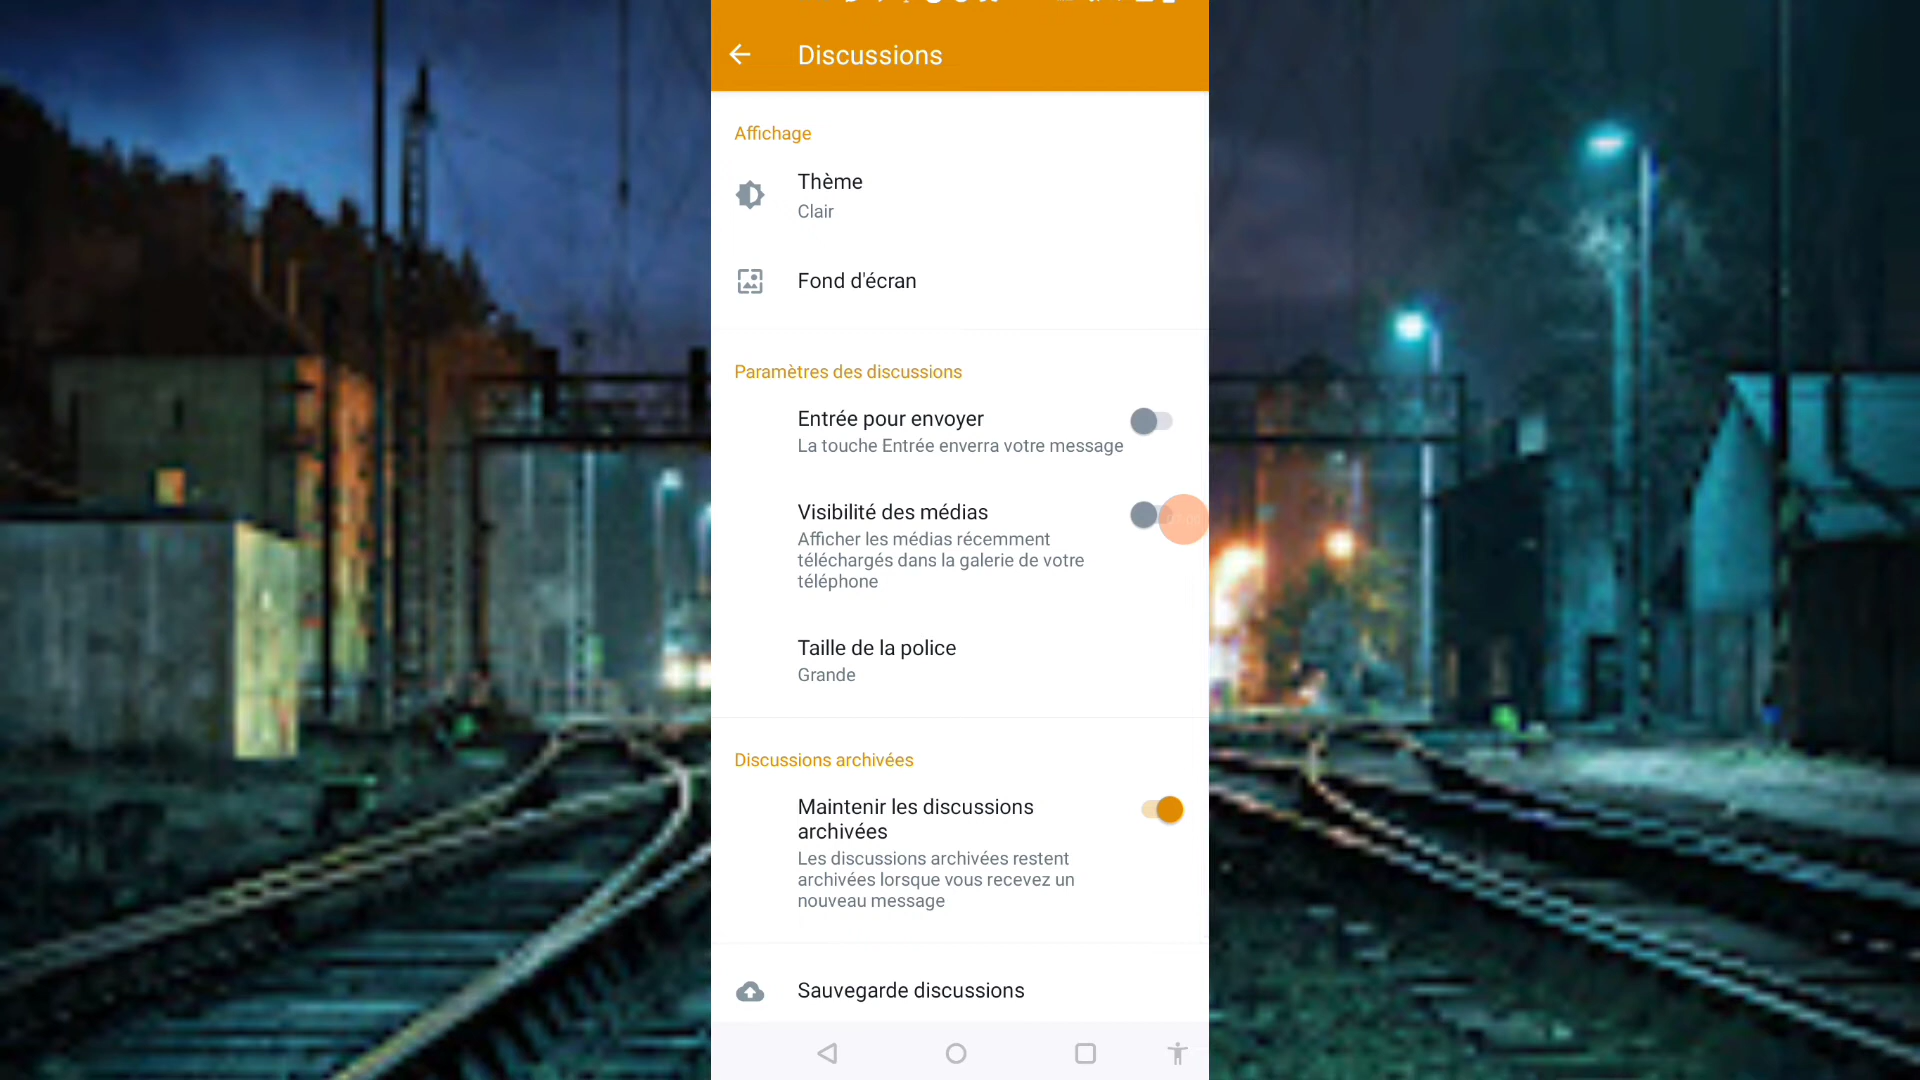 Discussions
Affichage
Thème
Clair
Fond d'écran
Paramètres des discussions
Entrée pour envoyer
La touche Entrée enverra votre message
Visibilité des médias
Afficher les médias récemment
téléchargés dans la galerie de votre
téléphone
Taille de la police
Grande
Discussions archivées
Maintenir les discussions
archivées
Les discussions archivées restent
archivées lorsque vous recevez un
nouveau message
Sauvegarde discussions